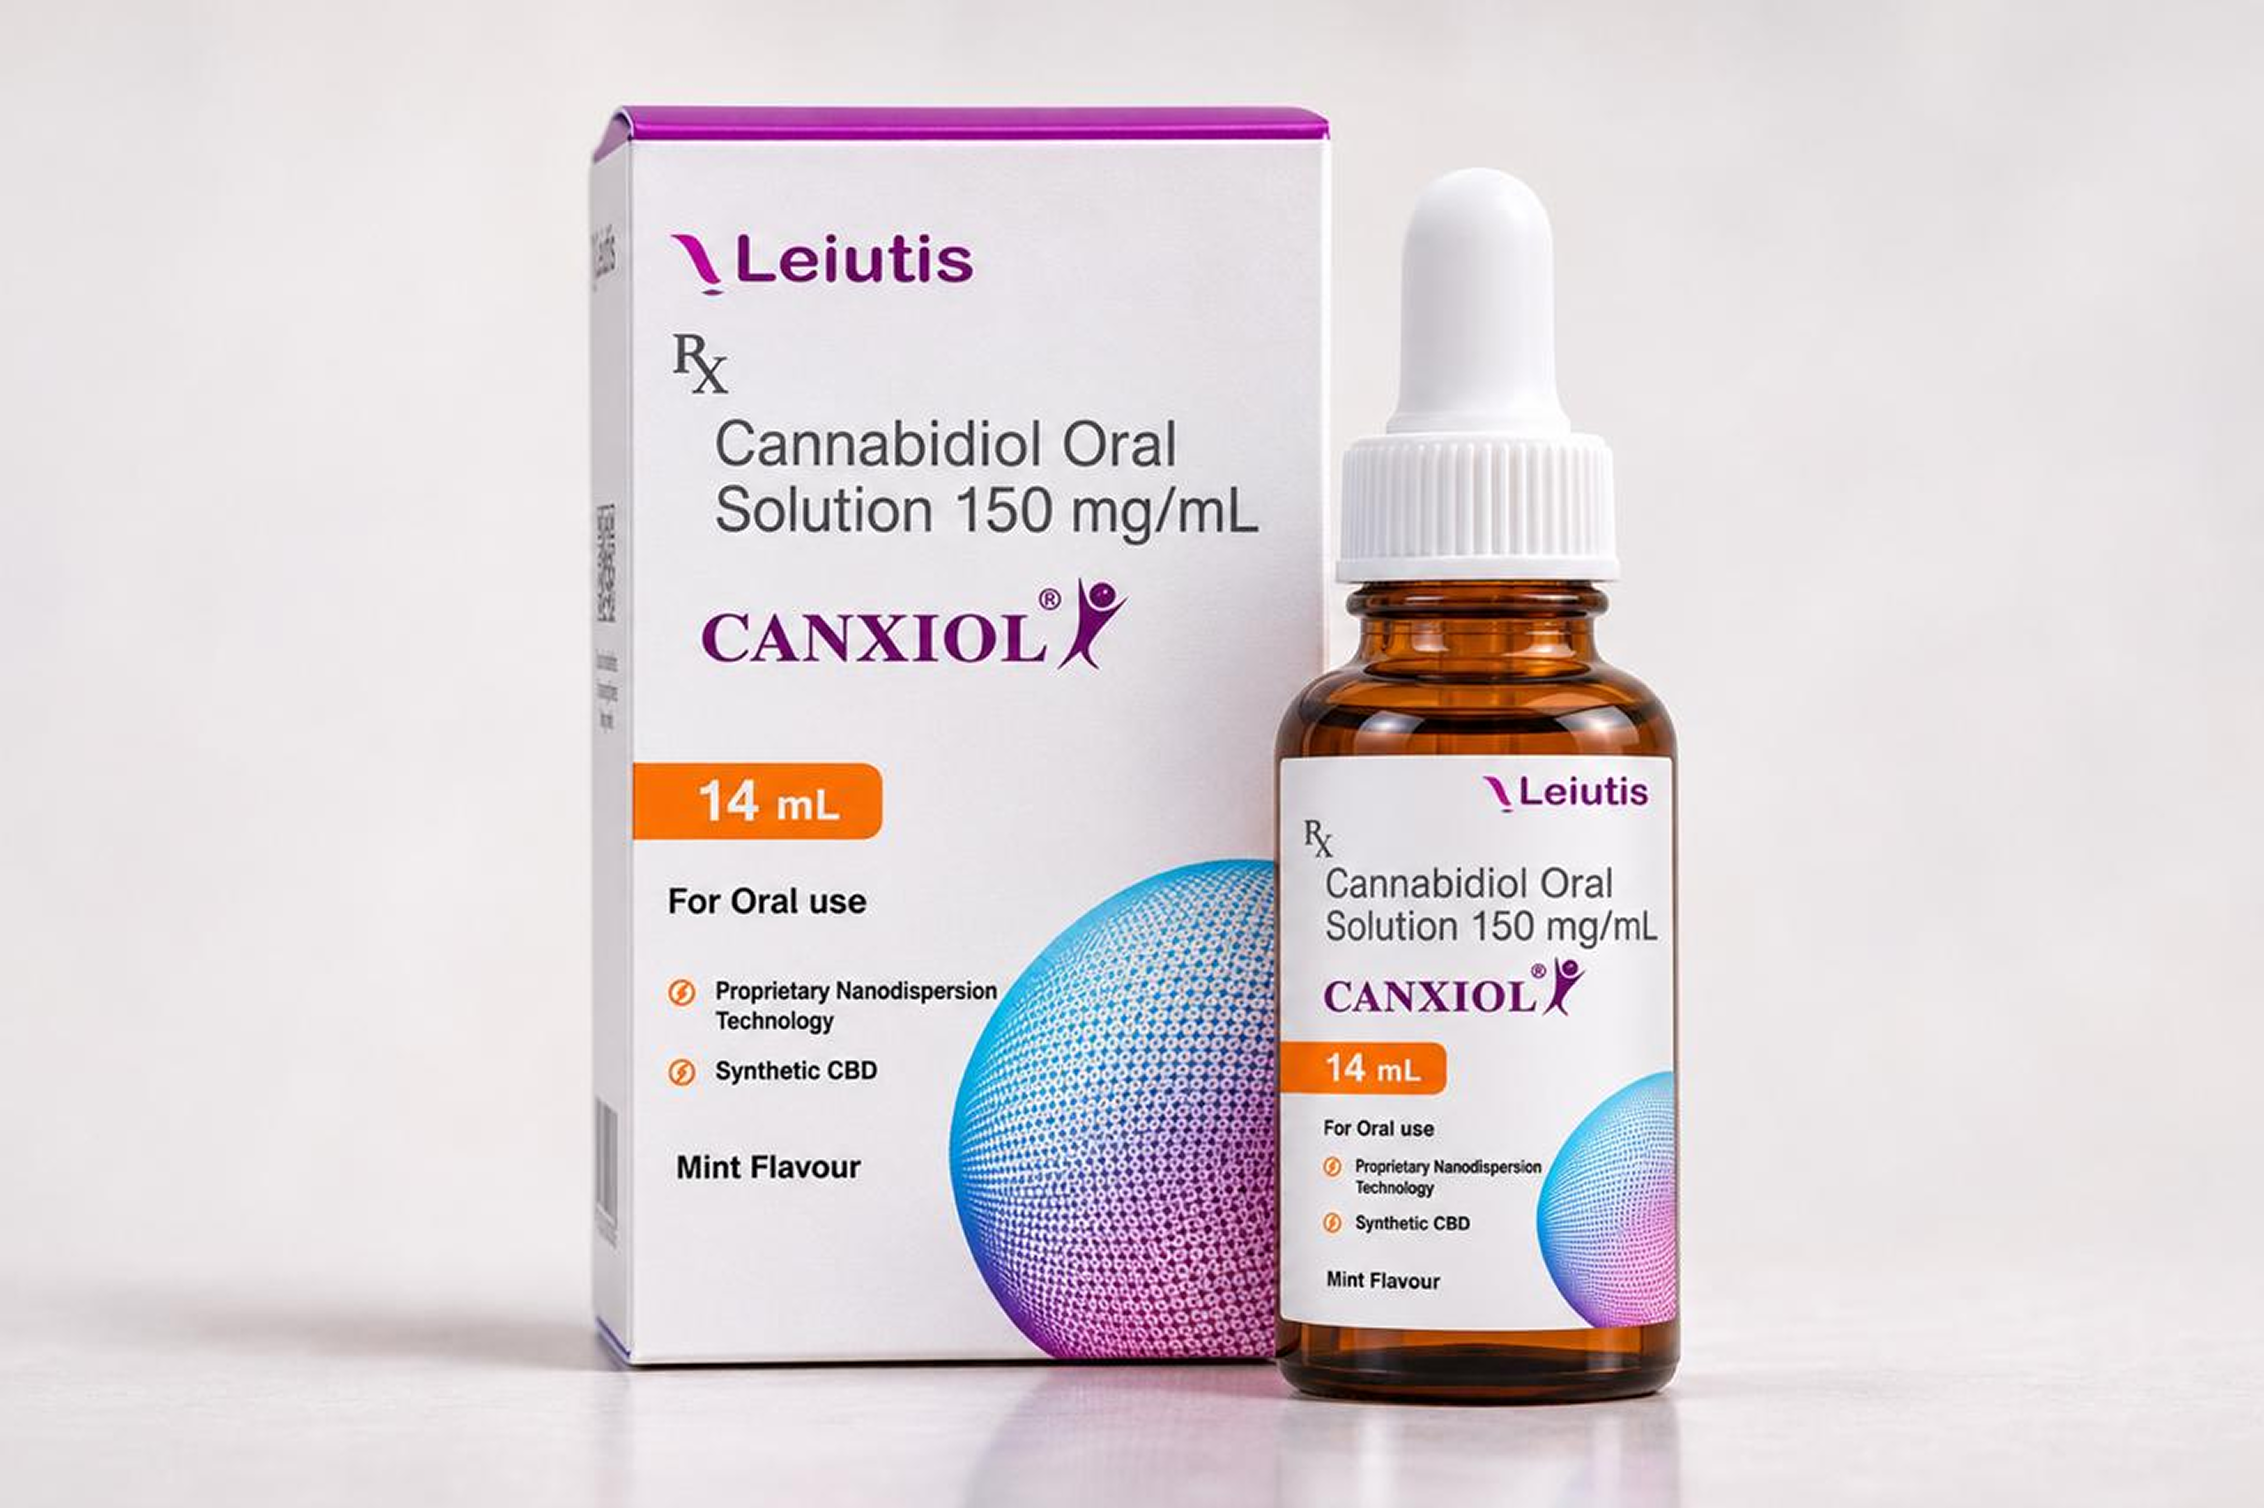 Leiutis
Rx
Cannabidiol Oral
Solution 150 mg/mL
CANXIOL®
14 mL
For Oral use
Proprietary Nanodispersion
Technology
Synthetic CBD
Mint Flavour
Leiutis
Rx
Cannabidiol Oral
Solution 150 mg/mL
CANXIOL®
14 mL
For Oral use
Proprietary Nanodispersion
Technology
Synthetic CBD
Mint Flavour